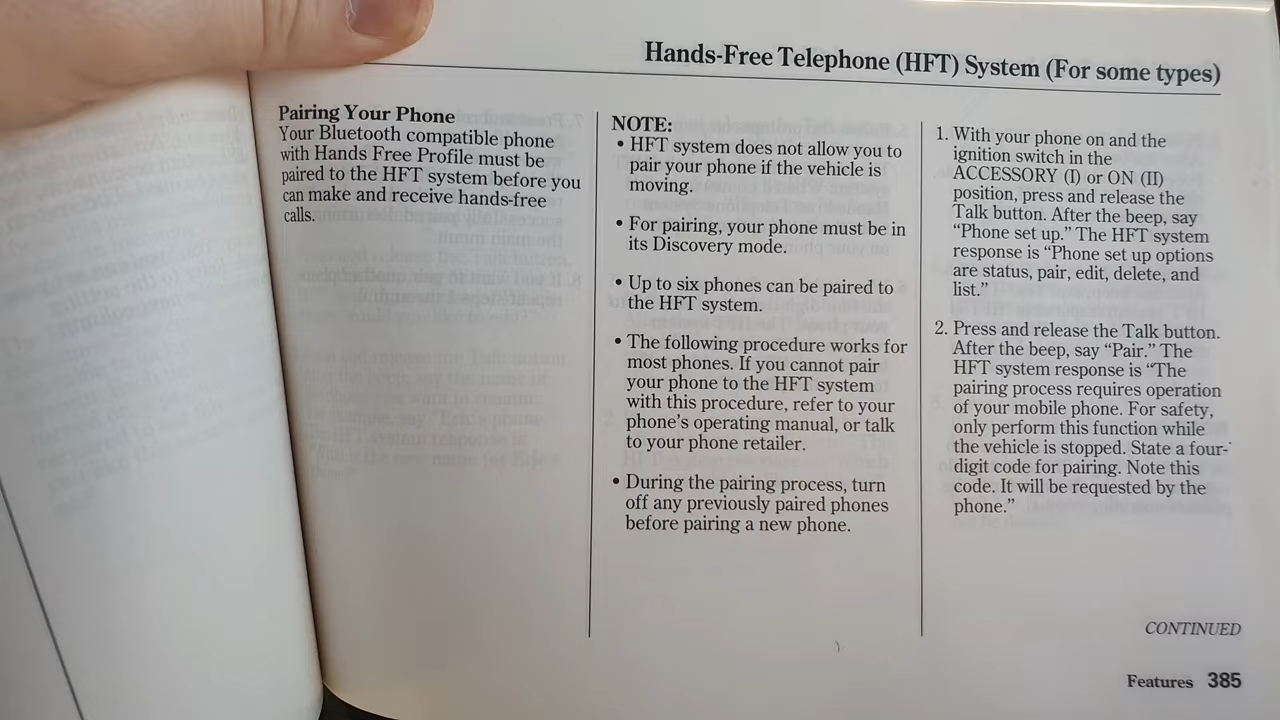 Hands-Free Telephone (HFT) System (For some types)
Pairing Your Phone
Your Bluetooth compatible phone
with Hands Free Profile must be
paired to the HFT system before you
can make and receive hands-free
calls.
NOTE:
• HFT system does not allow you to
pair your phone if the vehicle is
moving.
• For pairing, your phone must be in
its Discovery mode.
• Up to six phones can be paired to
the HFT system.
• The following procedure works for
most phones. If you cannot pair
your phone to the HFT system
with this procedure, refer to your
phone's operating manual, or talk
to your phone retailer.
• During the pairing process, turn
off any previously paired phones
before pairing a new phone.
1. With your phone on and the
ignition switch in the
ACCESSORY (I) or ON (II)
position, press and release the
Talk button. After the beep, say
“Phone set up.” The HFT system
response is “Phone set up options
are status, pair, edit, delete, and
list.”
2. Press and release the Talk button.
After the beep, say “Pair.” The
HFT system response is “The
pairing process requires operation
of your mobile phone. For safety,
only perform this function while
the vehicle is stopped. State a four-
digit code for pairing. Note this
code. It will be requested by the
phone.”
CONTINUED
Features 385